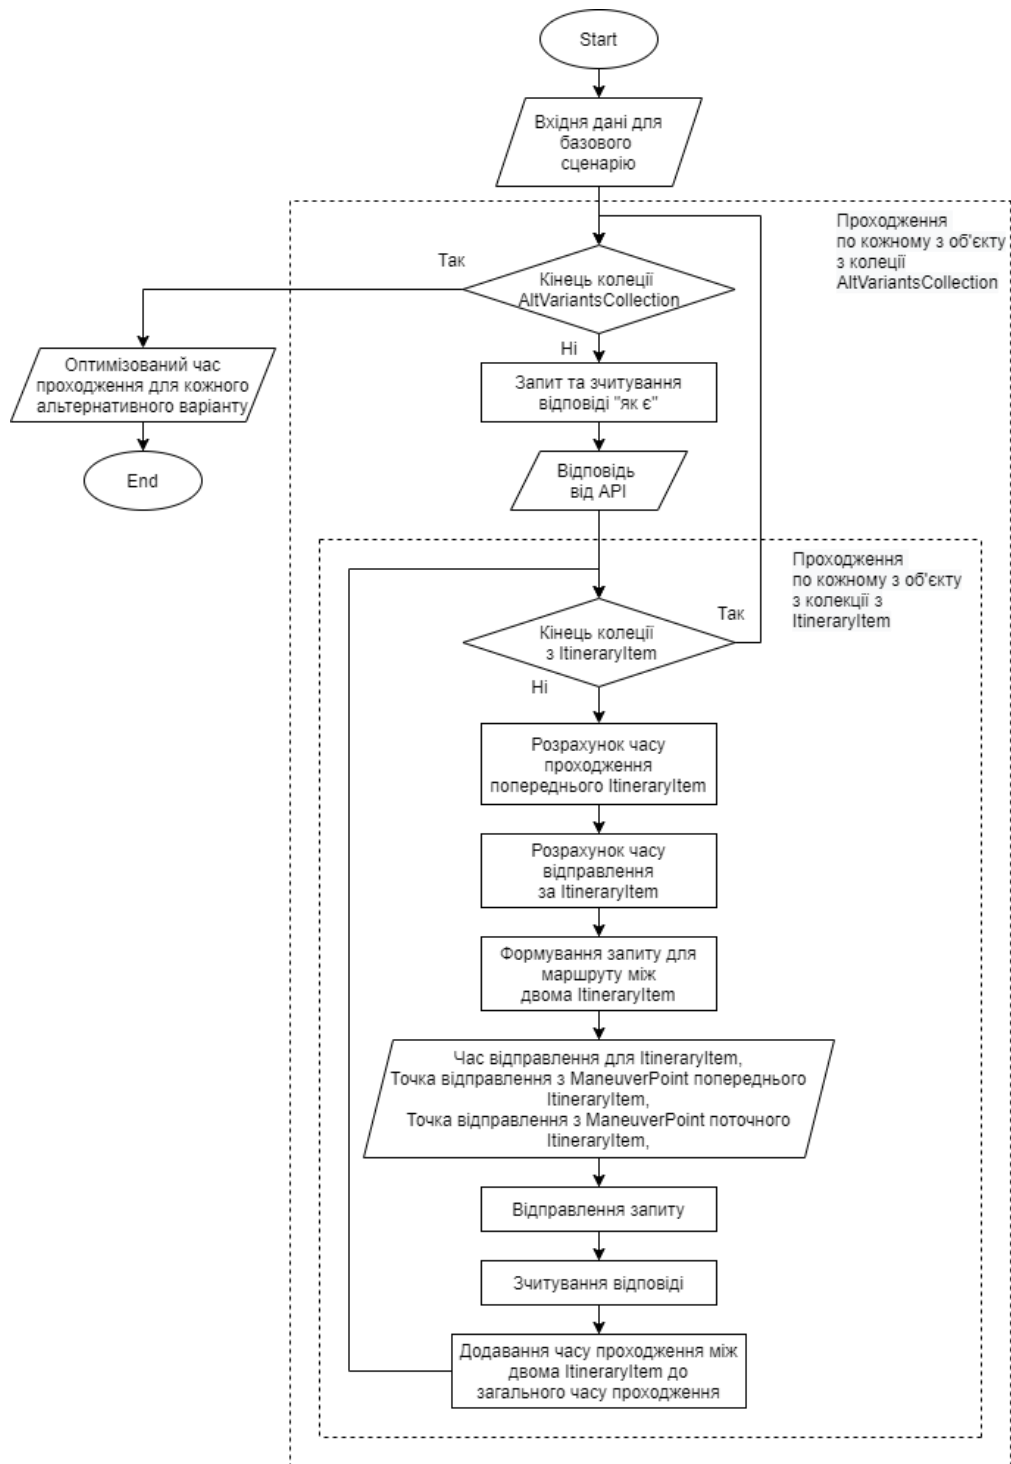 Start
Вхідня дані для
базового
сценарію
Проходження
по кожному з об'єкту
з колеції
AltVariantsCollection
Так
Кінець колеції
AltVariantsCollection
Ні
Оптимізований час
проходження для кожного
альтернативного варіанту
Запит та зчитування
відповіді "як є"
End
Відповідь
від API
Проходження
по кожному з об'єкту
з колекції з
ItineraryItem
Так
Кінець колеції
з ItineraryItem
Ні
Розрахунок часу
проходження
попереднього ItineraryItem
Розрахунок часу
відправлення
за ItineraryItem
Формування запиту для
маршруту між
двома ItineraryItem
Час відправлення для ItineraryItem,
Точка відправлення з ManeuverPoint попереднього
ItineraryItem,
Точка відправлення з ManeuverPoint поточного
ItineraryItem,
Відправлення запиту
Зчитування відповіді
Додавання часу проходження між
двома ItineraryItem до
загального часу проходження